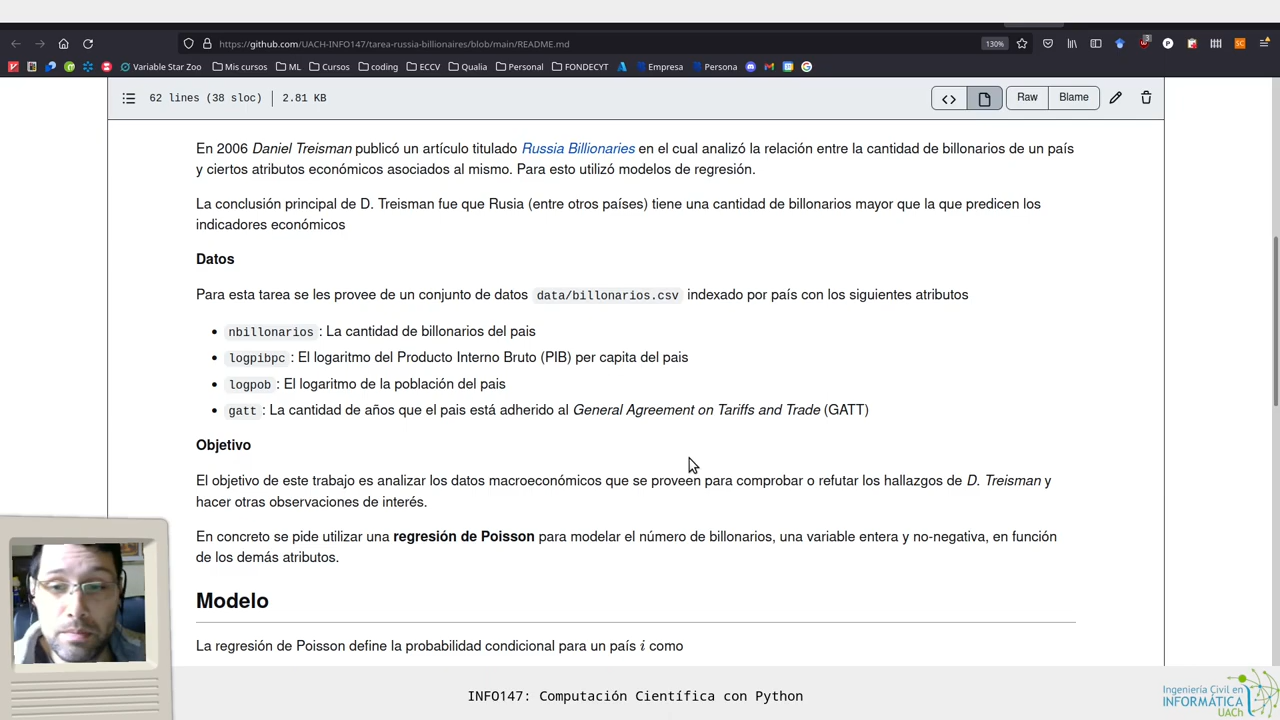 https://github.com/UACH-INFO147/tarea-russia-billionaires/blob/main/README.md
130%
3
Variable Star Zoo Mis cursos ML Cursos coding ECCV Qualia Personal FONDECYT Empresa Persona
62 lines (38 sloc) 2.81 KB Raw Blame
En 2006 Daniel Treisman publicó un artículo titulado Russia Billionaries en el cual analizó la relación entre la cantidad de billonarios de un país
y ciertos atributos económicos asociados al mismo. Para esto utilizó modelos de regresión.
La conclusión principal de D. Treisman fue que Rusia (entre otros países) tiene una cantidad de billonarios mayor que la que predicen los
indicadores económicos
Datos
Para esta tarea se les provee de un conjunto de datos data/billonarios.csv indexado por país con los siguientes atributos
• nbillonarios : La cantidad de billonarios del pais
• logpibpc : El logaritmo del Producto Interno Bruto (PIB) per capita del pais
• logpob : El logaritmo de la población del pais
• gatt : La cantidad de años que el pais está adherido al General Agreement on Tariffs and Trade (GATT)
Objetivo
El objetivo de este trabajo es analizar los datos macroeconómicos que se proveen para comprobar o refutar los hallazgos de D. Treisman y
hacer otras observaciones de interés.
En concreto se pide utilizar una regresión de Poisson para modelar el número de billonarios, una variable entera y no-negativa, en función
de los demás atributos.
Modelo
La regresión de Poisson define la probabilidad condicional para un país i como
INFO147: Computación Científica con Python
Ingeniería Civil en
INFORMÁTICA
UACh